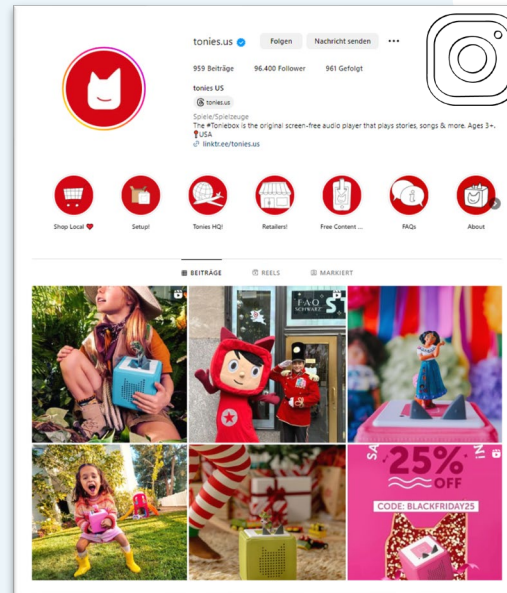 tonies.us
Folgen
Nachricht senden
959 Beiträge 96.400 Follower 961 Gefolgt
tonies US
tonies.us
Spiele/Spielzeuge
The #Toniebox is the original screen-free audio player that plays stories, songs & more. Ages 3+.
USA
linktr.ee/tonies.us
Shop Local
Setup!
Tonies HQ!
Retailers!
Free Content ...
FAQs
About
BEITRÄGE
REELS
MARKIERT
FAO
SCHWARZ
25%
OFF
CODE: BLACKFRIDAY25